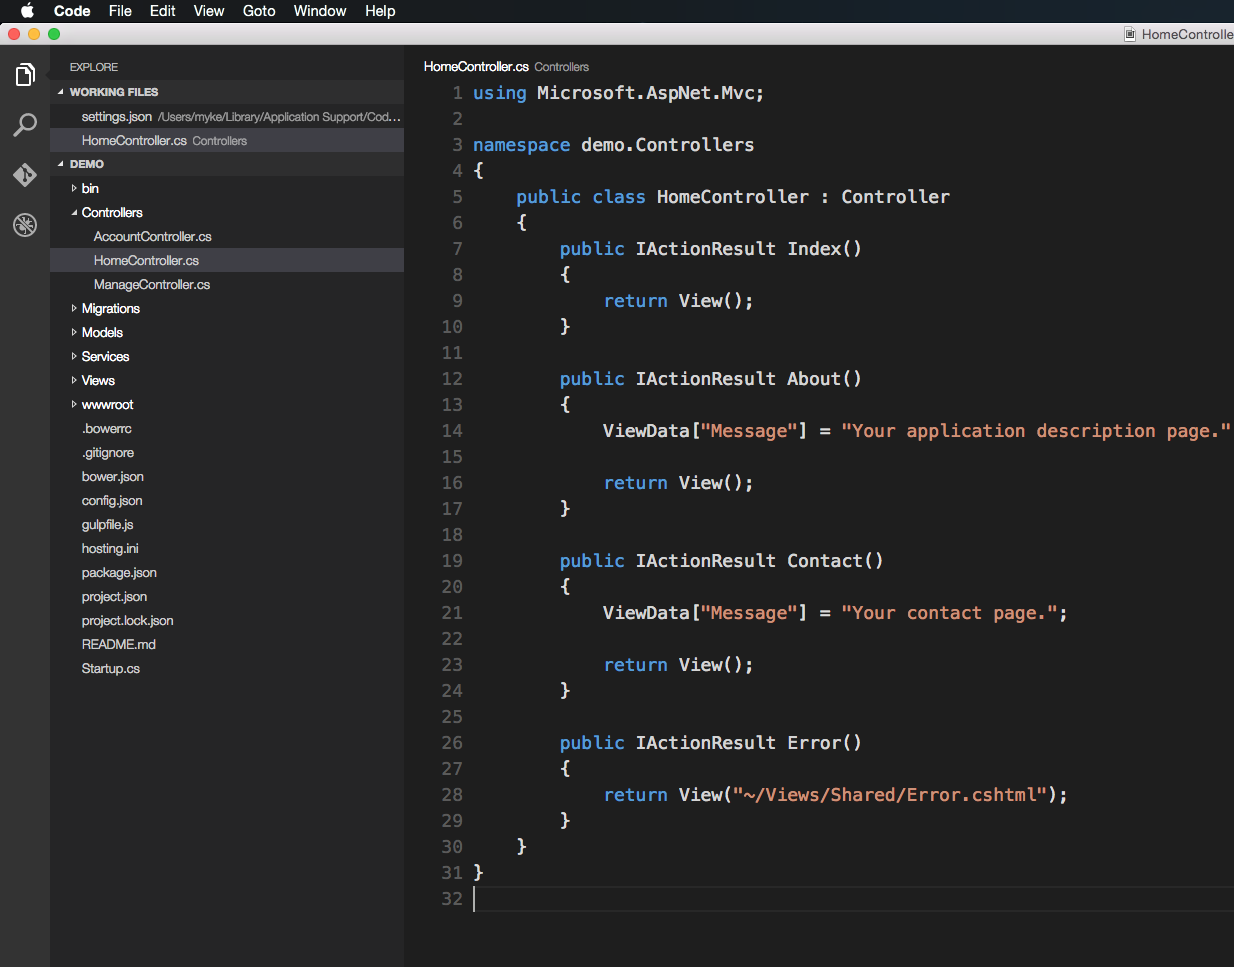 Code File Edit View Goto Window Help
HomeControlle
EXPLORE
WORKING FILES
settings.json /Users/myke/Library/Application Support/Cod...
HomeController.cs Controllers
DEMO
bin
Controllers
AccountController.cs
HomeController.cs
ManageController.cs
Migrations
Models
Services
Views
wwwroot
.bowerrc
.gitignore
bower.json
config.json
gulpfile.js
hosting.ini
package.json
project.json
project.lock.json
README.md
Startup.cs
HomeController.cs Controllers
1 using Microsoft.AspNet.Mvc;
2
3 namespace demo.Controllers
4 {
5     public class HomeController : Controller
6     {
7         public IActionResult Index()
8         {
9             return View();
10         }
11
12         public IActionResult About()
13         {
14             ViewData["Message"] = "Your application description page."
15
16             return View();
17         }
18
19         public IActionResult Contact()
20         {
21             ViewData["Message"] = "Your contact page.";
22
23             return View();
24         }
25
26         public IActionResult Error()
27         {
28             return View("~/Views/Shared/Error.cshtml");
29         }
30     }
31 }
32